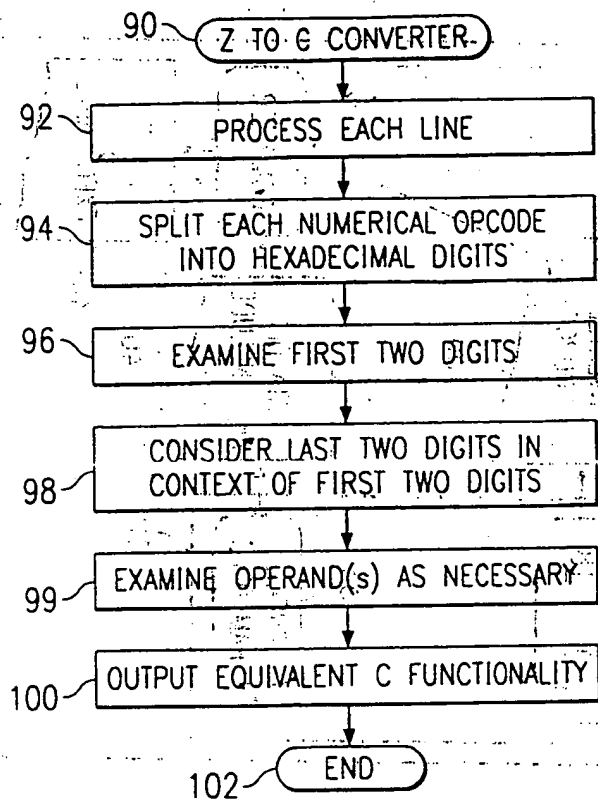 90
Z TO C CONVERTER
92
PROCESS EACH LINE
94
SPLIT EACH NUMERICAL OPCODE
INTO HEXADECIMAL DIGITS
96
EXAMINE FIRST TWO DIGITS
98
CONSIDER LAST TWO DIGITS IN
CONTEXT OF FIRST TWO DIGITS
99
EXAMINE OPERAND(s) AS NECESSARY
100
OUTPUT EQUIVALENT C FUNCTIONALITY
102
END